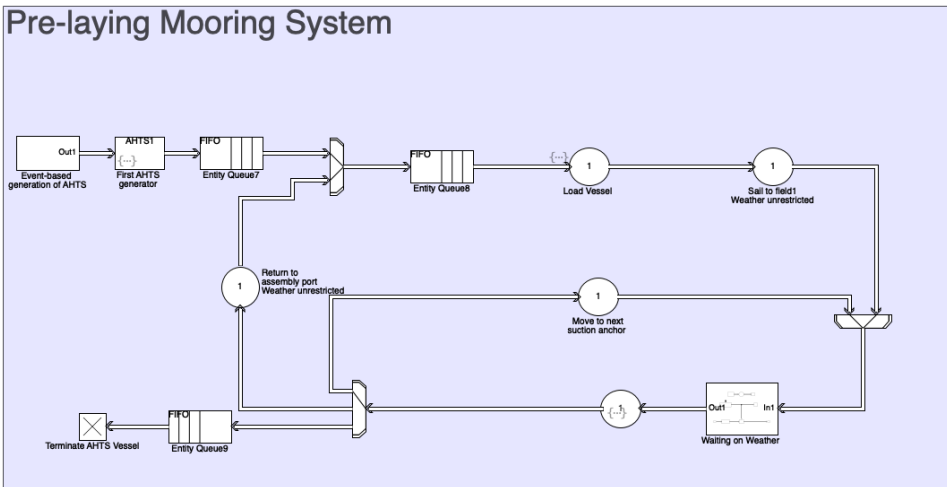 Pre-laying Mooring System
Out1
Event-based
generation of AHTS
AHTS1
{...}
First AHTS
generator
FIFO
Entity Queue7
FIFO
Entity Queue8
{...}
1
Load Vessel
1
Sail to field1
Weather unrestricted
1
Return to
assembly port
Weather unrestricted
1
Move to next
suction anchor
Terminate AHTS Vessel
FIFO
Entity Queue9
1
{...}
Out1
In1
Waiting on Weather